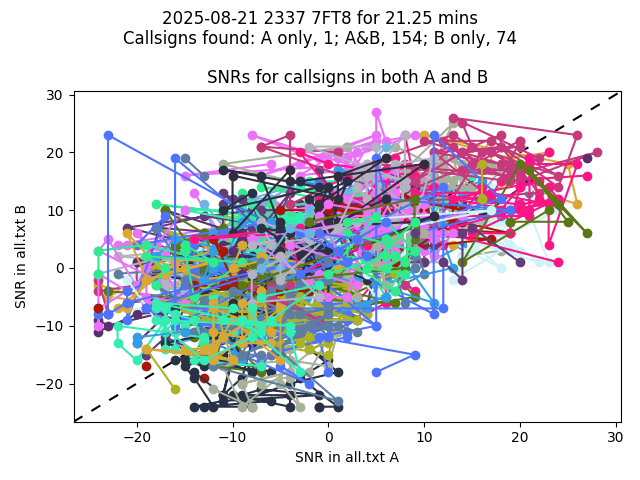 2025-08-21 2337 7FT8 for 21.25 mins
Callsigns found: A only, 1; A&B, 154; B only, 74
SNRs for callsigns in both A and B
SNR in all.txt B
30
20
10
0
−10
−20
−20
−10
0
10
20
30
SNR in all.txt A